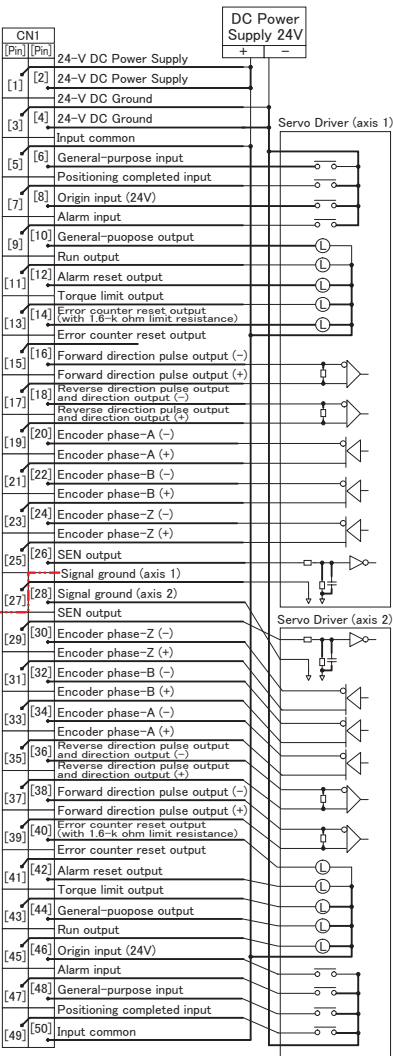 DC Power
Supply 24V
+ −
CN1
[Pin] [Pin]
24-V DC Power Supply
[1] [2] 24-V DC Power Supply
24-V DC Ground
[3] [4] 24-V DC Ground
Servo Driver (axis 1)
Input common
[5] [6] General-purpose input
Positioning completed input
[7] [8] Origin input (24V)
Alarm input
[9] [10] General-puopose output
L
Run output
L
[11] [12] Alarm reset output
L
Torque limit output
L
[13] [14] Error counter reset output
(with 1.6-k ohm limit resistance)
L
Error counter reset output
[15] [16] Forward direction pulse output (-)
Forward direction pulse output (+)
[17] [18] Reverse direction pulse output
and direction output (-)
Reverse direction pulse output
and direction output (+)
[19] [20] Encoder phase-A (-)
Encoder phase-A (+)
[21] [22] Encoder phase-B (-)
Encoder phase-B (+)
[23] [24] Encoder phase-Z (-)
Encoder phase-Z (+)
[25] [26] SEN output
Signal ground (axis 1)
[27] [28] Signal ground (axis 2)
SEN output
Servo Driver (axis 2)
[29] [30] Encoder phase-Z (-)
Encoder phase-Z (+)
[31] [32] Encoder phase-B (-)
Encoder phase-B (+)
[33] [34] Encoder phase-A (-)
Encoder phase-A (+)
[35] [36] Reverse direction pulse output
and direction output (-)
Reverse direction pulse output
and direction output (+)
[37] [38] Forward direction pulse output (-)
Forward direction pulse output (+)
[39] [40] Error counter reset output
(with 1.6-k ohm limit resistance)
Error counter reset output
L
[41] [42] Alarm reset output
L
Torque limit output
L
[43] [44] General-puopose output
L
Run output
L
[45] [46] Origin input (24V)
Alarm input
[47] [48] General-purpose input
Positioning completed input
[49] [50] Input common